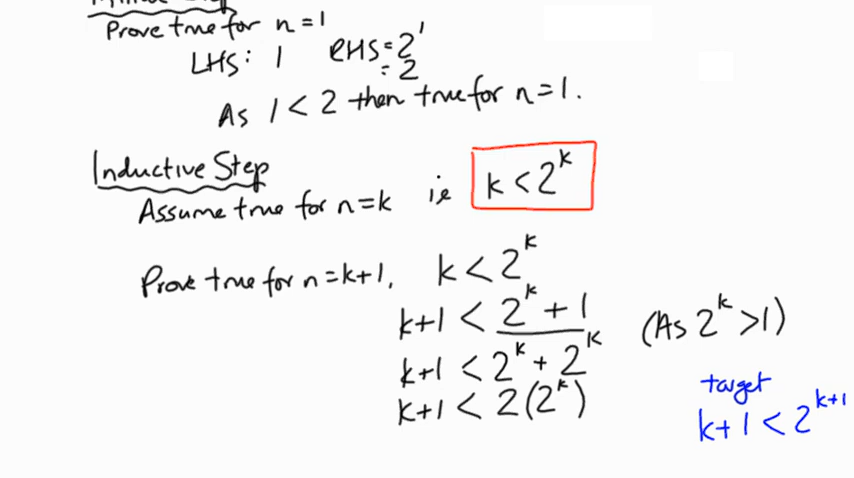 Step
Prove true for n=1
LHS: 1 RHS=2¹
=2
As 1<2 then true for n=1.
Inductive Step
Assume true for n=k ie k<2ᵏ
Prove true for n=k+1, k<2ᵏ
k+1<2ᵏ+1 (As 2ᵏ>1)
k+1<2ᵏ+2ᵏ
k+1<2(2ᵏ)
target
k+1<2ᵏ⁺¹